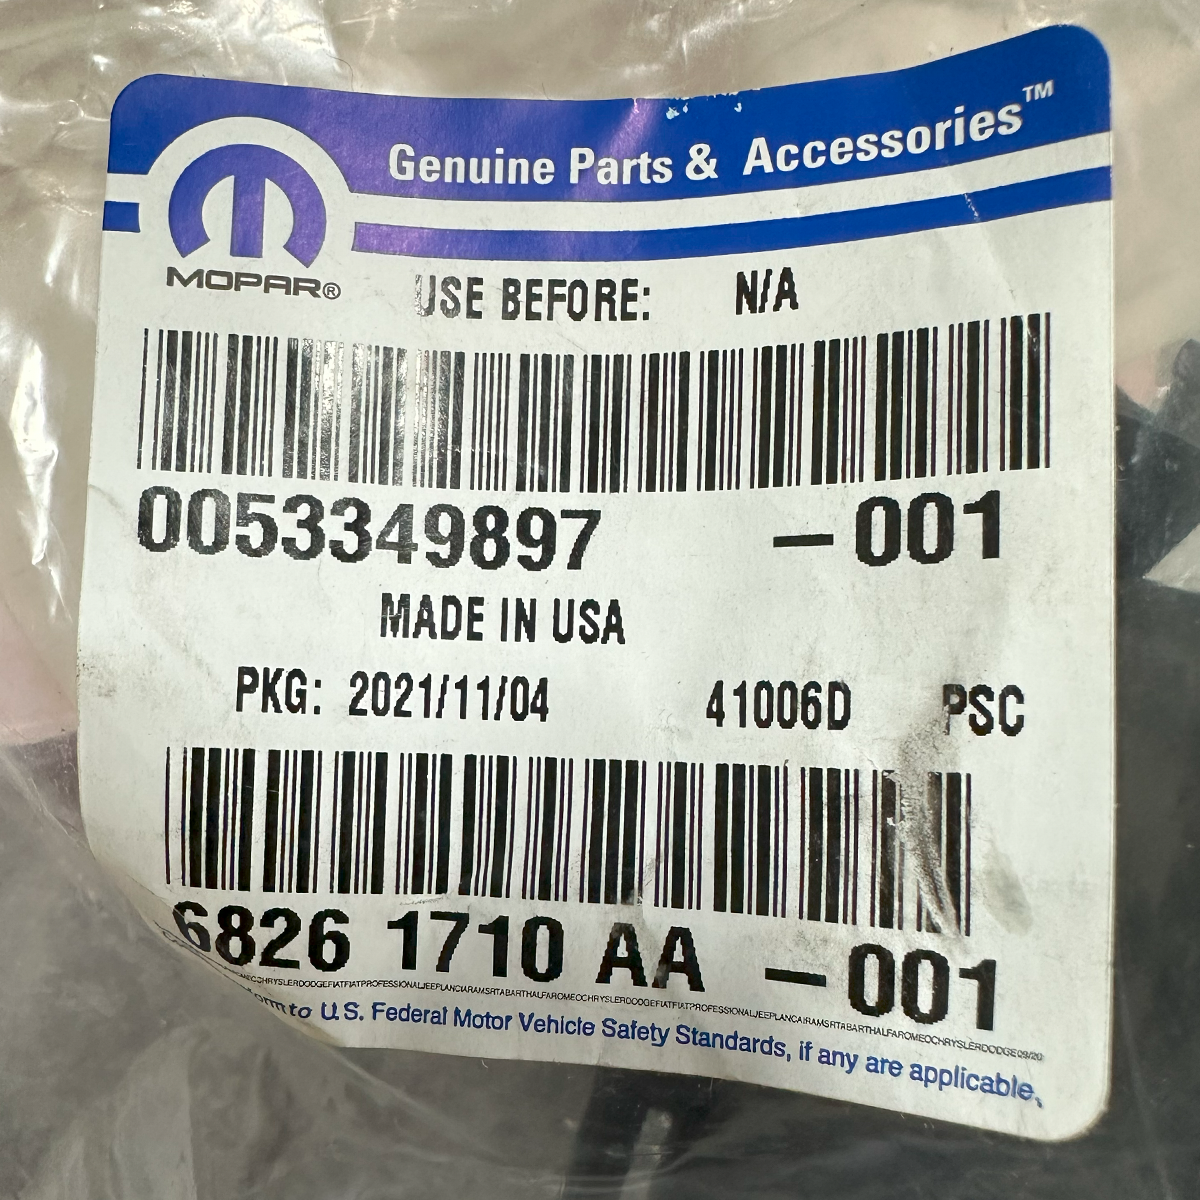 Genuine Parts & Accessories™
MOPAR®
USE BEFORE: N/A
0053349897 -001
MADE IN USA
PKG: 2021/11/04 41006D PSC
6826 1710 AA -001
to U.S. Federal Motor Vehicle Safety Standards, if any are applicable.